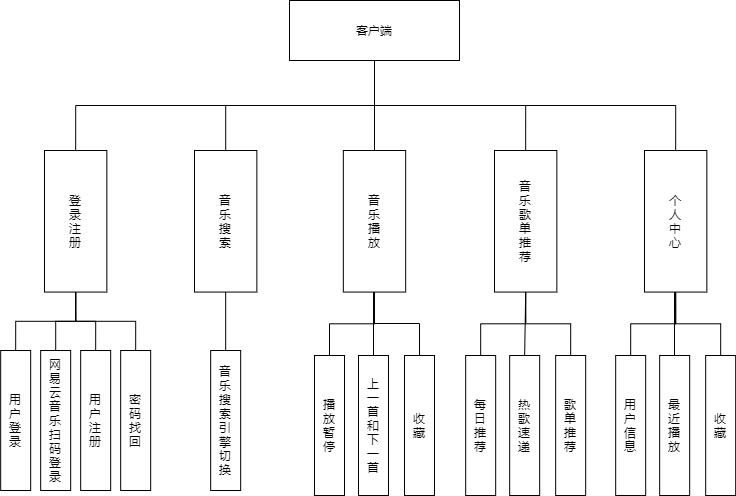 客户端
登录注册
音乐搜索
音乐播放
音乐歌单推荐
个人中心
用户登录
网易云音乐扫码登录
用户注册
密码找回
音乐搜索引擎切换
播放暂停
上一首和下一首
收藏
每日推荐
热歌速递
歌单推荐
用户信息
最近播放
收藏